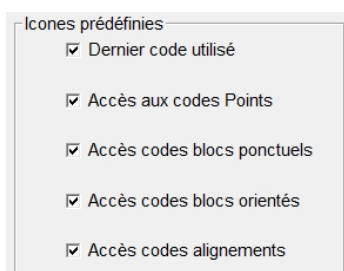 Icones prédéfinies
Dernier code utilisé
Accès aux codes Points
Accès codes blocs ponctuels
Accès codes blocs orientés
Accès codes alignements